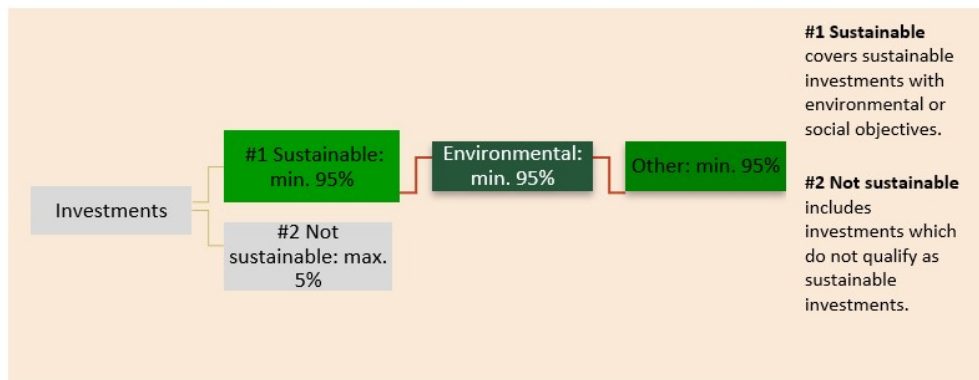 Investments
#1 Sustainable:
min. 95%
#2 Not
sustainable: max.
5%
Environmental:
min. 95%
Other: min. 95%
#1 Sustainable
covers sustainable
investments with
environmental or
social objectives.
#2 Not sustainable
includes
investments which
do not qualify as
sustainable
investments.